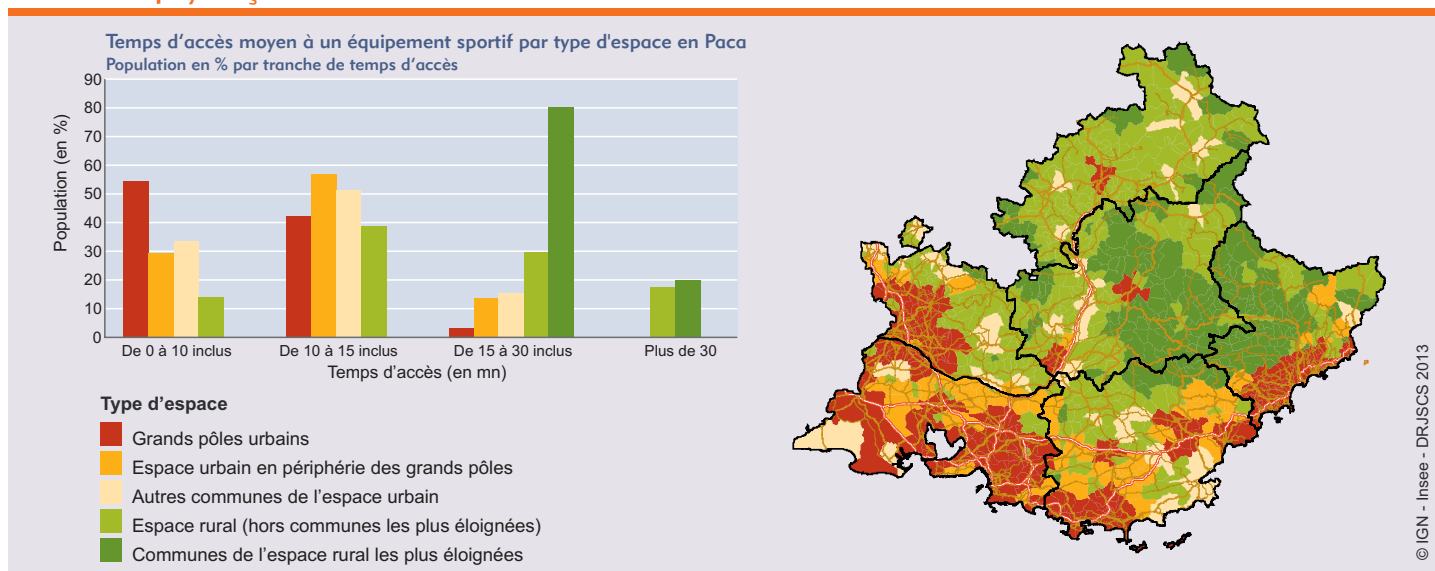 Temps d'accès moyen à un équipement sportif par type d'espace en Paca
Population en % par tranche de temps d'accès
Population (en %)
90
80
70
60
50
40
30
20
10
0
De 0 à 10 inclus
De 10 à 15 inclus
De 15 à 30 inclus
Plus de 30
Temps d'accès (en mn)
Type d'espace
Grands pôles urbains
Espace urbain en périphérie des grands pôles
Autres communes de l'espace urbain
Espace rural (hors communes les plus éloignées)
Communes de l'espace rural les plus éloignées
© IGN - Insee - DRJSCS 2013